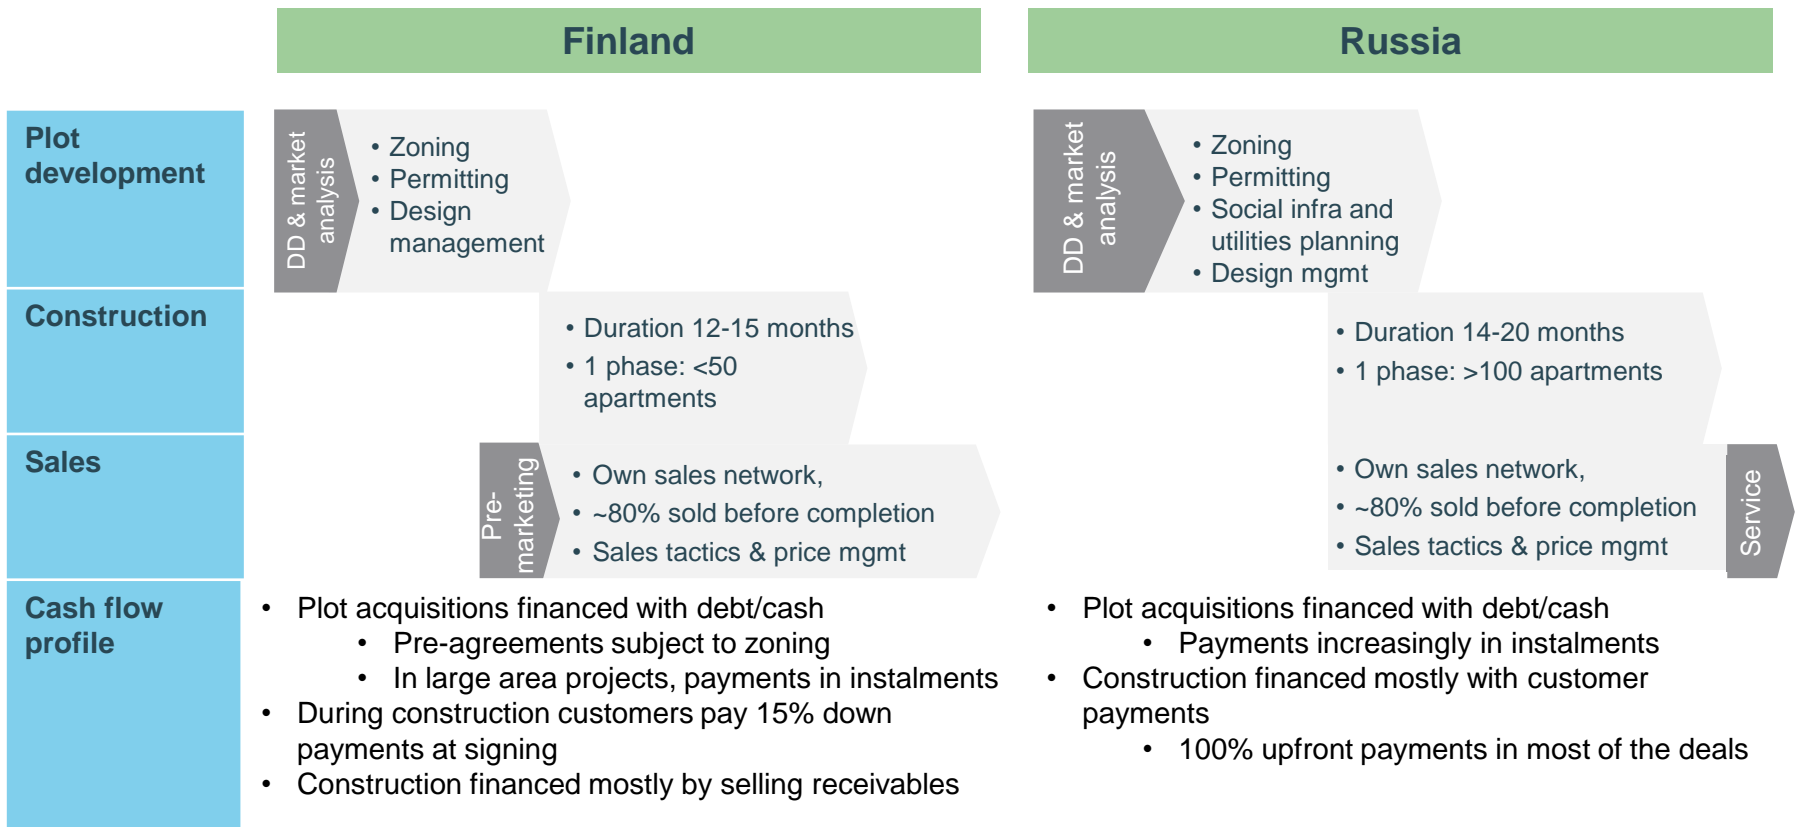 Finland
Russia
Plot
development
DD & market
analysis
• Zoning
• Permitting
• Design
management
DD & market
analysis
• Zoning
• Permitting
• Social infra and
utilities planning
• Design mgmt
Construction
• Duration 12-15 months
• 1 phase: <50
apartments
• Duration 14-20 months
• 1 phase: >100 apartments
Sales
Pre-
marketing
• Own sales network,
• ~80% sold before completion
• Sales tactics & price mgmt
• Own sales network,
• ~80% sold before completion
• Sales tactics & price mgmt
Service
Cash flow
profile
• Plot acquisitions financed with debt/cash
• Pre-agreements subject to zoning
• In large area projects, payments in instalments
• During construction customers pay 15% down
payments at signing
• Construction financed mostly by selling receivables
• Plot acquisitions financed with debt/cash
• Payments increasingly in instalments
• Construction financed mostly with customer
payments
• 100% upfront payments in most of the deals